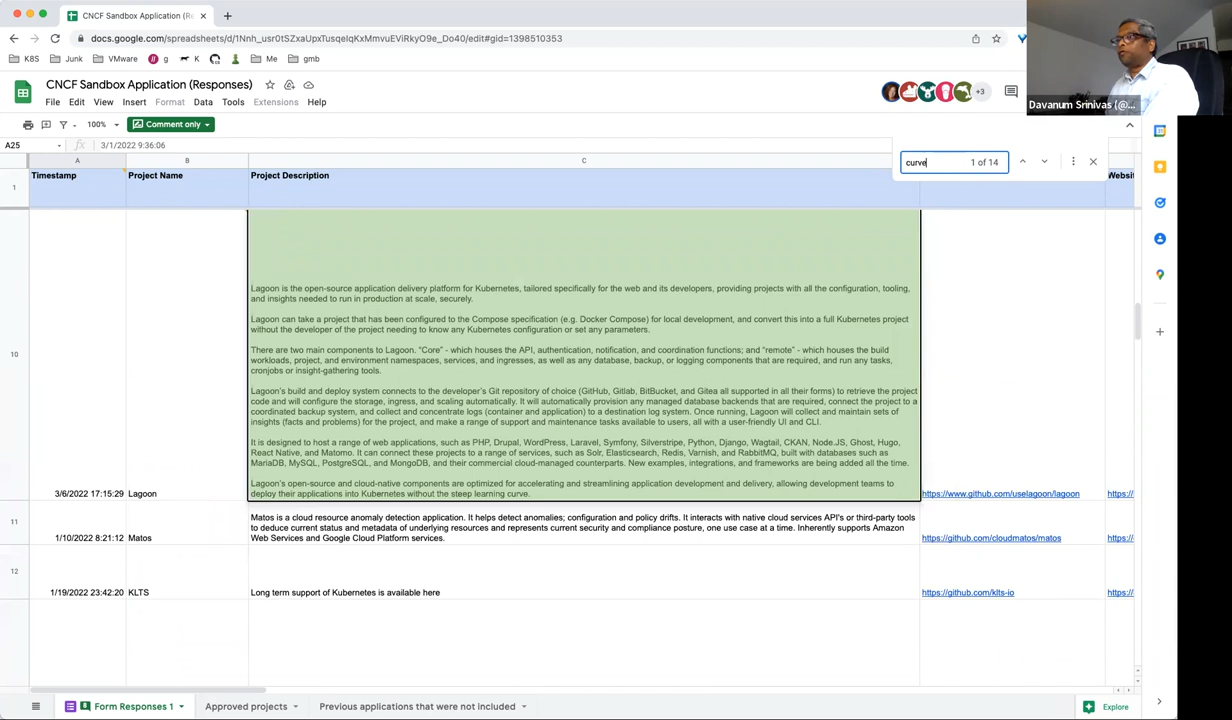 CNCF Sandbox Application (Re
docs.google.com/spreadsheets/d/1Nnh_usr0tSZxaUpxTusqeIqKxMmvuEViRkyO9e_Do40/edit#gid=1398510353
K8S
Junk
VMware
g
K
Me
gmb
CNCF Sandbox Application (Responses)
File Edit View Insert Format Data Tools Extensions Help
+3
Davanum Srinivas (@...
100%
Comment only
A25
3/1/2022 9:36:06
curve
1 of 14
A
B
C
1
Timestamp
Project Name
Project Description
Websit
Lagoon is the open-source application delivery platform for Kubernetes, tailored specifically for the web and its developers, providing projects with all the configuration, tooling,
and insights needed to run in production at scale, securely.
Lagoon can take a project that has been configured to the Compose specification (e.g. Docker Compose) for local development, and convert this into a full Kubernetes project
without the developer of the project needing to know any Kubernetes configuration or set any parameters.
There are two main components to Lagoon. "Core" - which houses the API, authentication, notification, and coordination functions; and "remote" - which houses the build
workloads, project, and environment namespaces, services, and ingresses, as well as any database, backup, or logging components that are required, and run any tasks,
cronjobs or insight-gathering tools.
Lagoon's build and deploy system connects to the developer's Git repository of choice (GitHub, Gitlab, BitBucket, and Gitea all supported in all their forms) to retrieve the project
code and will configure the storage, ingress, and scaling automatically. It will automatically provision any managed database backends that are required, connect the project to a
coordinated backup system, and collect and concentrate logs (container and application) to a destination log system. Once running, Lagoon will collect and maintain sets of
insights (facts and problems) for the project, and make a range of support and maintenance tasks available to users, all with a user-friendly UI and CLI.
It is designed to host a range of web applications, such as PHP, Drupal, WordPress, Laravel, Symfony, Silverstripe, Python, Django, Wagtail, CKAN, Node.JS, Ghost, Hugo,
React Native, and Matomo. It can connect these projects to a range of services, such as Solr, Elasticsearch, Redis, Varnish, and RabbitMQ, built with databases such as
MariaDB, MySQL, PostgreSQL, and MongoDB, and their commercial cloud-managed counterparts. New examples, integrations, and frameworks are being added all the time.
Lagoon's open-source and cloud-native components are optimized for accelerating and streamlining application development and delivery, allowing development teams to
deploy their applications into Kubernetes without the steep learning curve.
10
3/6/2022 17:15:29
Lagoon
https://www.github.com/uselagoon/lagoon
https://
11
Matos is a cloud resource anomaly detection application. It helps detect anomalies; configuration and policy drifts. It interacts with native cloud services API's or third-party tools
to deduce current status and metadata of underlying resources and represents current security and compliance posture, one use case at a time. Inherently supports Amazon
Web Services and Google Cloud Platform services.
1/10/2022 8:21:12
Matos
https://github.com/cloudmatos/matos
https://
12
1/19/2022 23:42:20
KLTS
Long term support of Kubernetes is available here
https://github.com/klts-io
https://
8 Form Responses 1
Approved projects
Previous applications that were not included
Explore